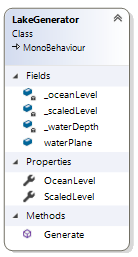 LakeGenerator
Class
MonoBehaviour
Fields
_oceanLevel
_scaledLevel
_waterDepth
waterPlane
Properties
OceanLevel
ScaledLevel
Methods
Generate